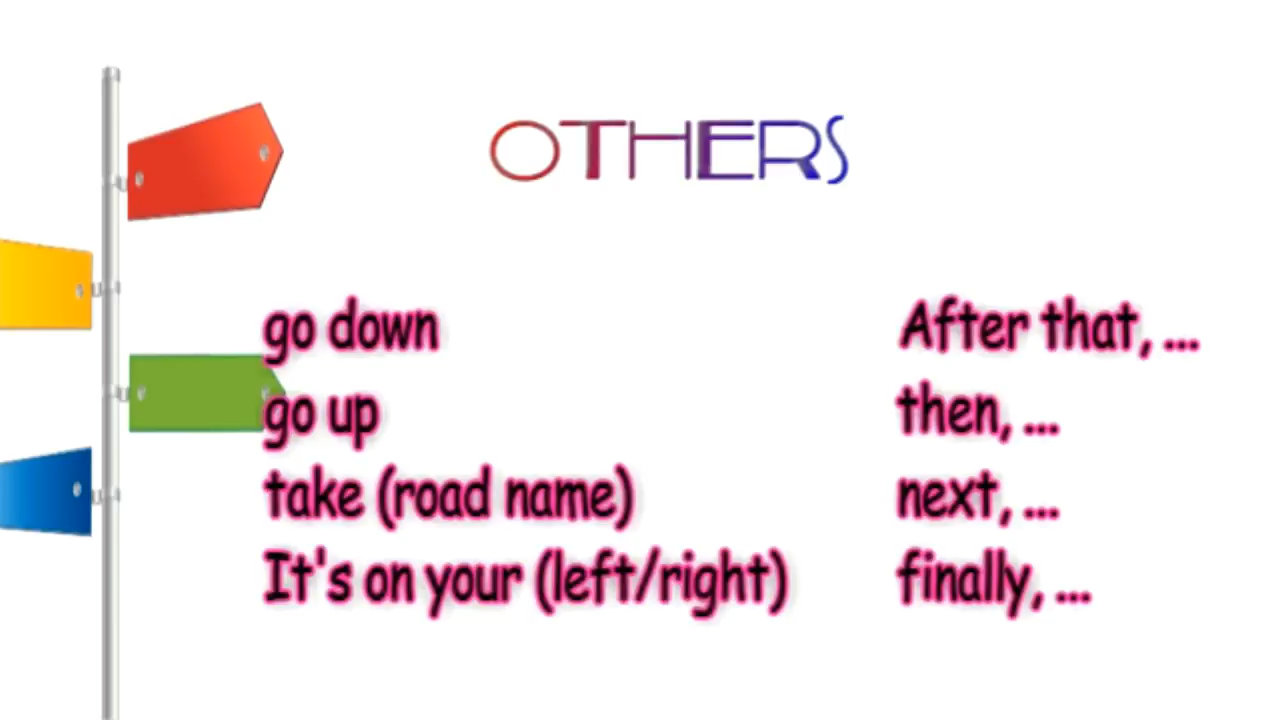 OTHERS
go down
go up
take (road name)
It's on your (left/right)
After that, ...
then, ...
next, ...
finally, ...